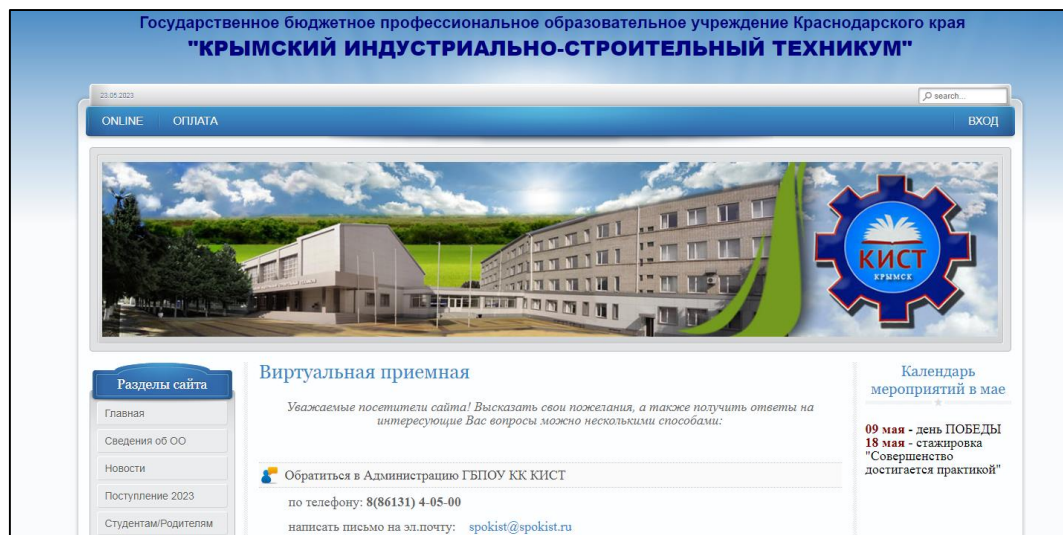 Государственное бюджетное профессиональное образовательное учреждение Краснодарского края
"КРЫМСКИЙ ИНДУСТРИАЛЬНО-СТРОИТЕЛЬНЫЙ ТЕХНИКУМ"
23.05.2023
search...
ONLINE ОПЛАТА ВХОД
КИСТ
КРЫМСК
Разделы сайта
Главная
Сведения об ОО
Новости
Поступление 2023
Студентам/Родителям
Виртуальная приемная
Уважаемые посетители сайта! Высказать свои пожелания, а также получить ответы на
интересующие Вас вопросы можно несколькими способами:
Обратиться в Администрацию ГБПОУ КК КИСТ
по телефону: 8(86131) 4-05-00
написать письмо на эл.почту: spokist@spokist.ru
Календарь
мероприятий в мае
09 мая - день ПОБЕДЫ
18 мая - стажировка
"Совершенство
достигается практикой"